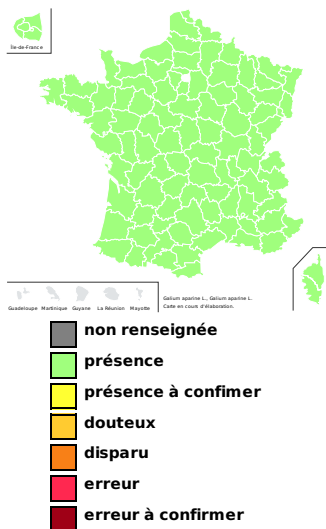 Île-de-France
Guadeloupe Martinique Guyane La Réunion Mayotte
Galium aparine L., Galium aparine L.
Carte en cours d'élaboration.
non renseignée
présence
présence à confimer
douteux
disparu
erreur
erreur à confirmer